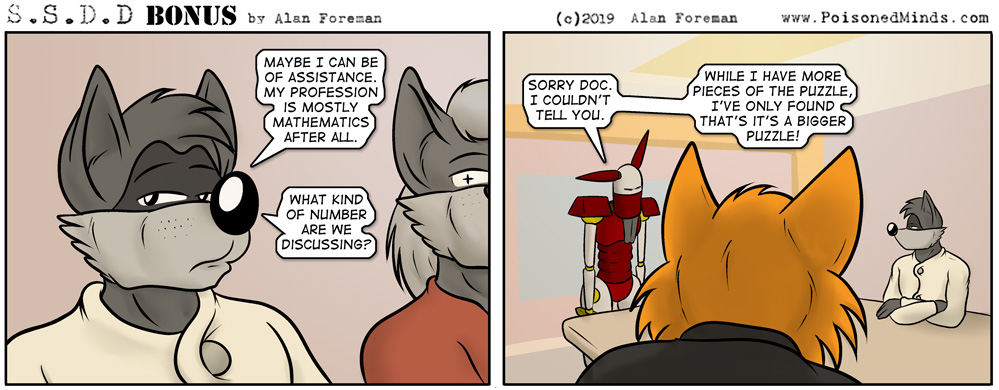 S.S.D.D BONUS by Alan Foreman
(c)2019 Alan Foreman www.PoisonedMinds.com
MAYBE I CAN BE
OF ASSISTANCE.
MY PROFESSION
IS MOSTLY
MATHEMATICS
AFTER ALL.
WHAT KIND
OF NUMBER
ARE WE
DISCUSSING?
SORRY DOC.
I COULDN'T
TELL YOU.
WHILE I HAVE MORE
PIECES OF THE PUZZLE,
I'VE ONLY FOUND
THAT'S IT'S A BIGGER
PUZZLE!